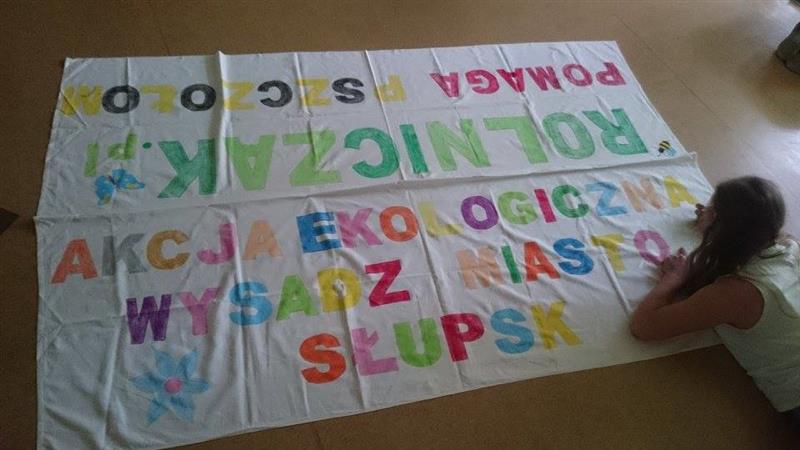 ROLNICZAK.pl
POMAGA PSZCZOŁOM
AKCJA EKOLOGICZNA
WYSADZ MIASTO
SŁUPSK